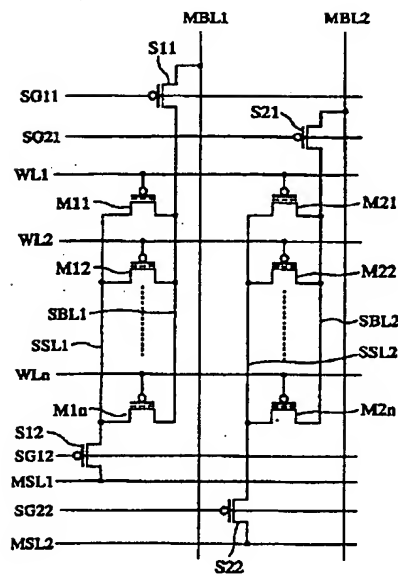 MBL1 MBL2
S11
SG11
S21
SG21
WL1
M11 M21
WL2
M12 M22
SBL1 SBL2
SSL1 SSL2
WLn
M1n M2n
S12
SG12
MSL1
SG22
MSL2
S22